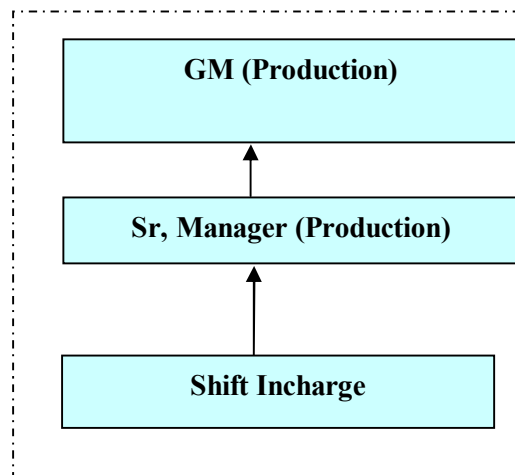 GM (Production)
Sr, Manager (Production)
Shift Incharge